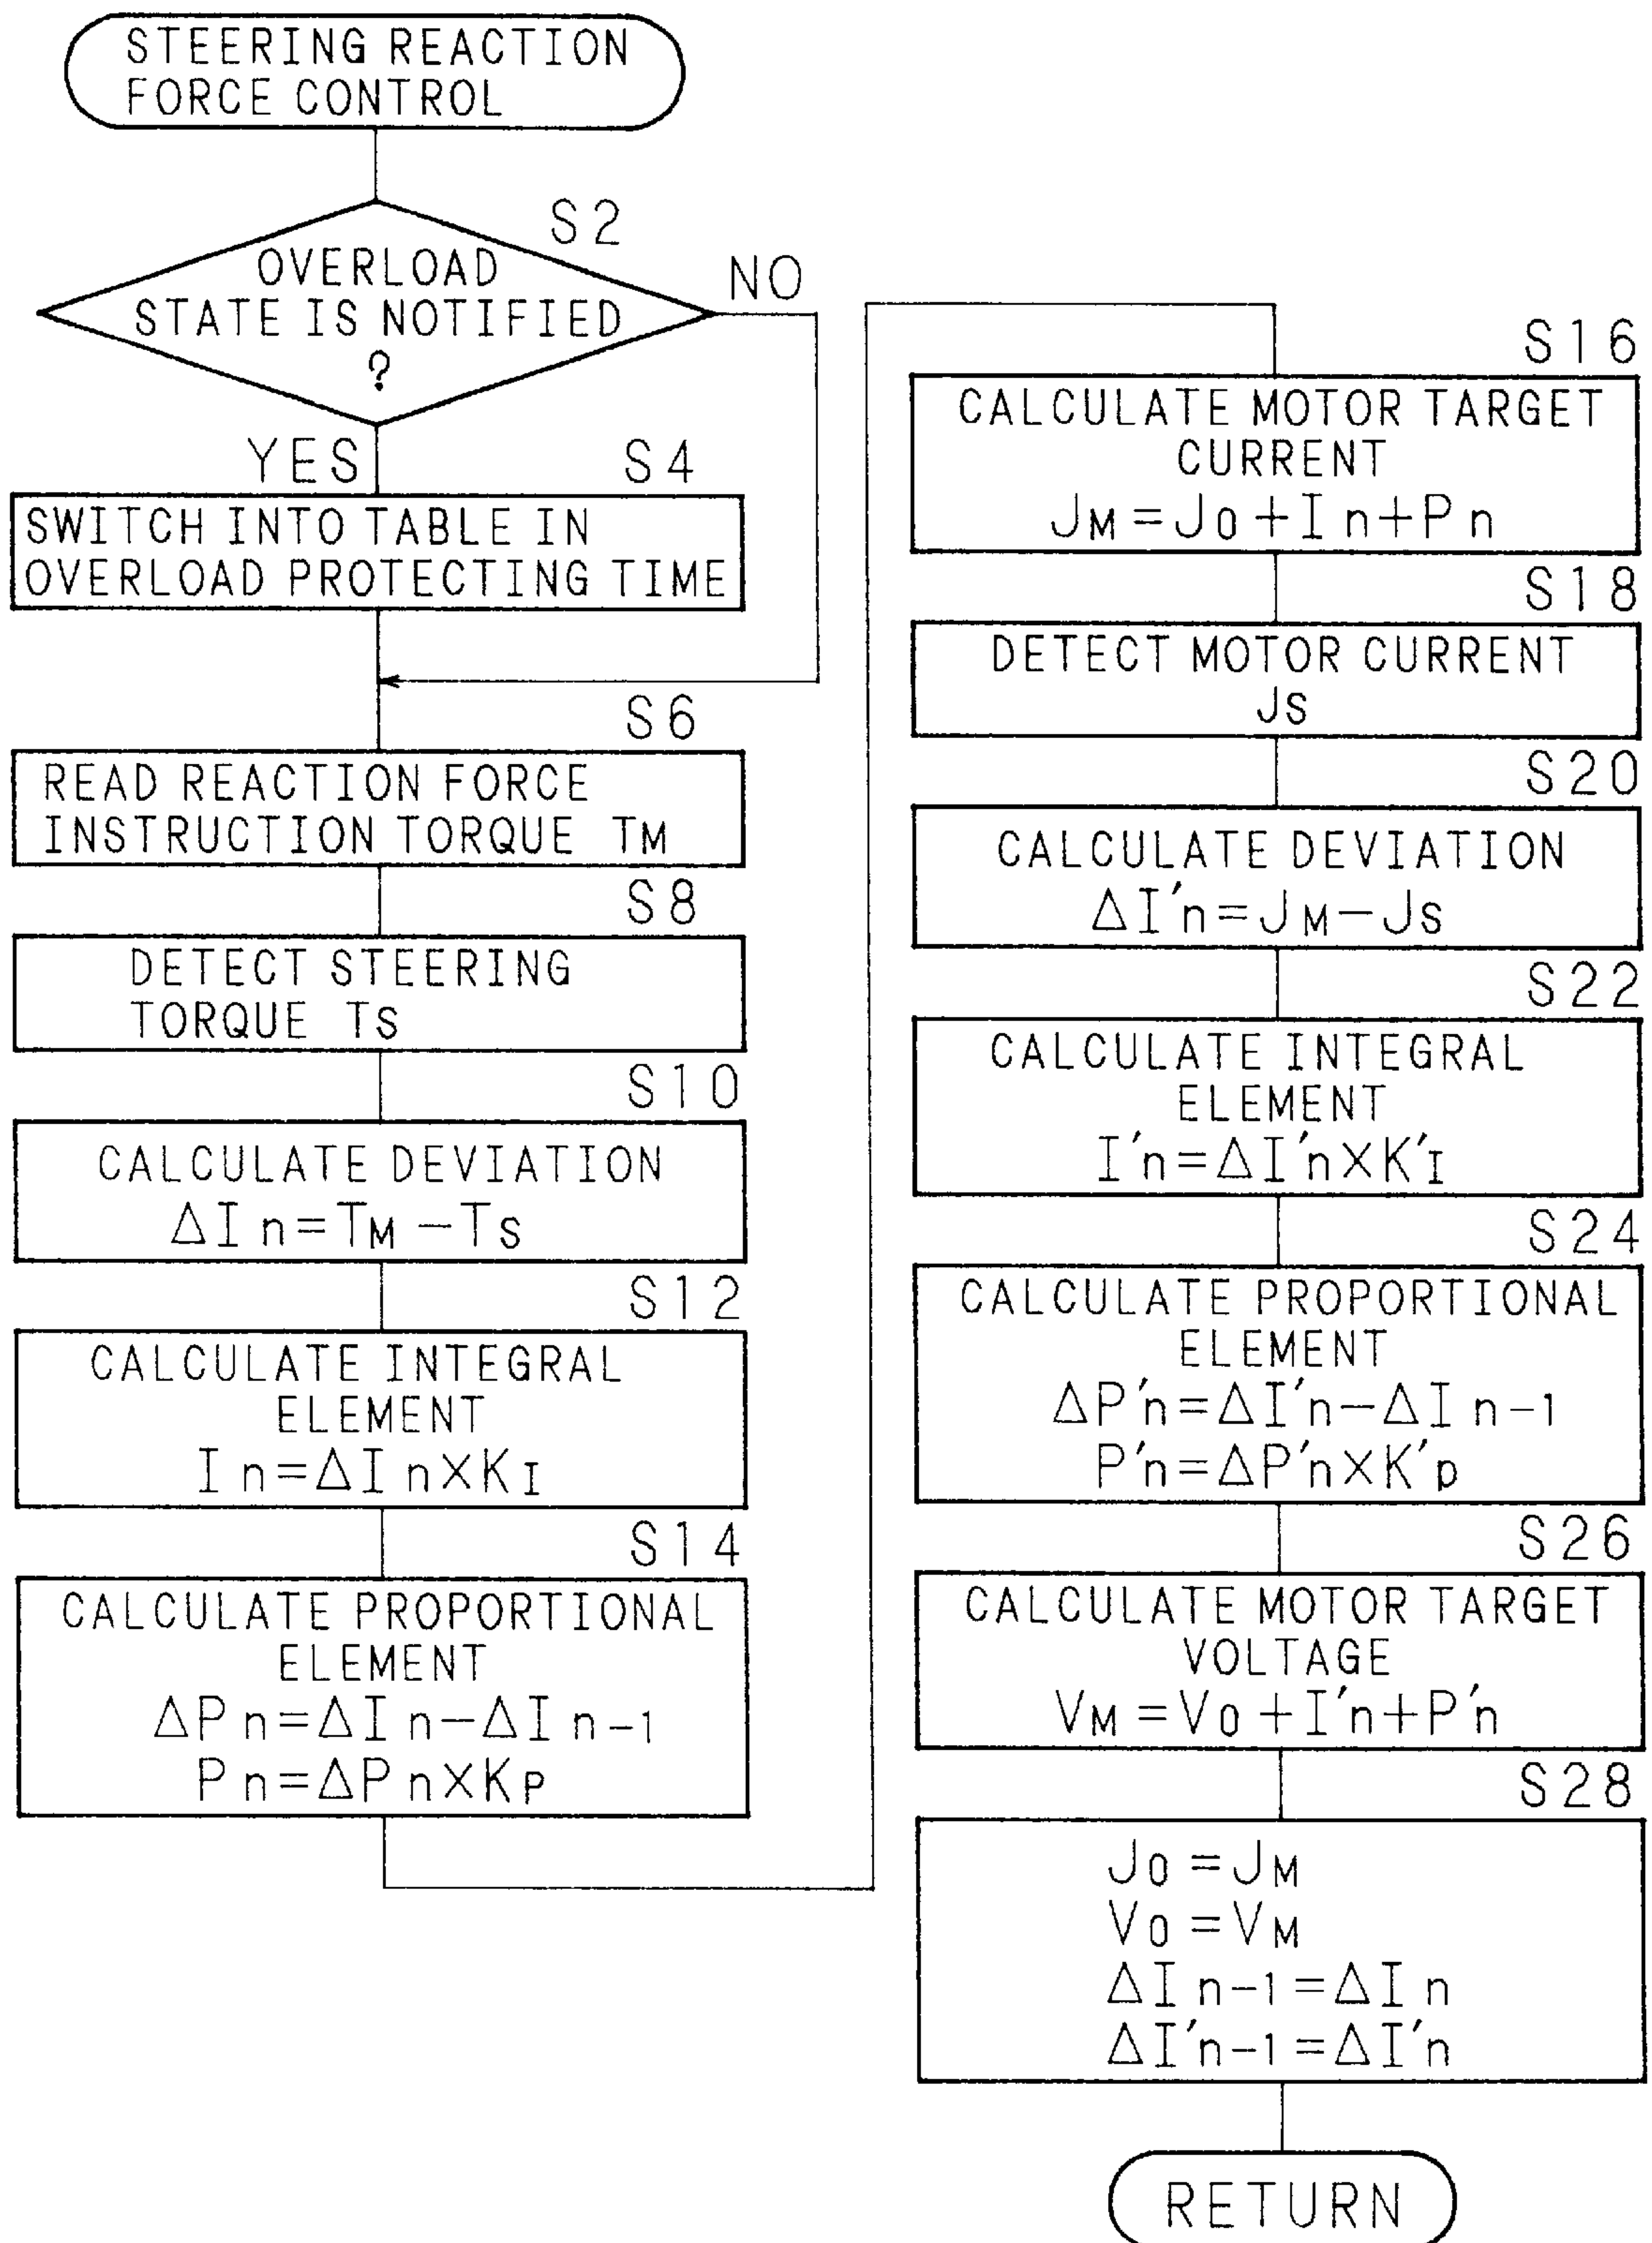 STEERING REACTION
FORCE CONTROL
S2
OVERLOAD
STATE IS NOTIFIED
?
NO
YES
S4
SWITCH INTO TABLE IN
OVERLOAD PROTECTING TIME
S6
READ REACTION FORCE
INSTRUCTION TORQUE TM
S8
DETECT STEERING
TORQUE TS
S10
CALCULATE DEVIATION
ΔIn=TM-TS
S12
CALCULATE INTEGRAL
ELEMENT
In=ΔIn×KI
S14
CALCULATE PROPORTIONAL
ELEMENT
ΔPn=ΔIn-ΔIn-1
Pn=ΔPn×KP
S16
CALCULATE MOTOR TARGET
CURRENT
JM=J0+In+Pn
S18
DETECT MOTOR CURRENT
JS
S20
CALCULATE DEVIATION
ΔI'n=JM-JS
S22
CALCULATE INTEGRAL
ELEMENT
I'n=ΔI'n×K'I
S24
CALCULATE PROPORTIONAL
ELEMENT
ΔP'n=ΔI'n-ΔIn-1
P'n=ΔP'n×K'p
S26
CALCULATE MOTOR TARGET
VOLTAGE
VM=V0+I'n+P'n
S28
J0=JM
V0=VM
ΔIn-1=ΔIn
ΔI'n-1=ΔI'n
RETURN